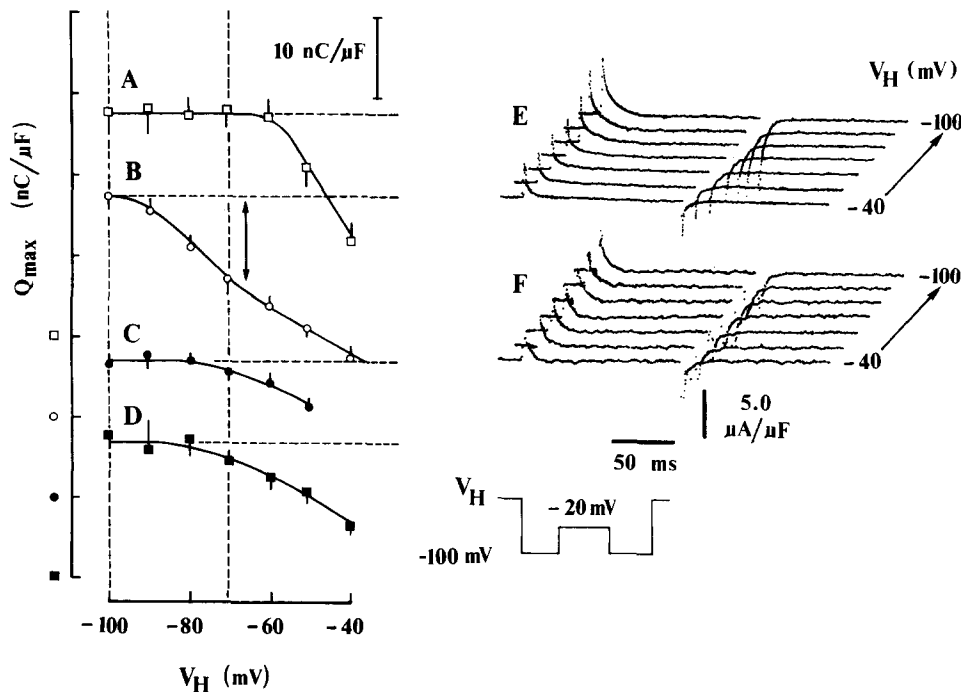 10 nC/μF
A
B
C
D
Qmax (nC/μF)
-100 -80 -60 -40
VH (mV)
VH (mV)
E
-100
-40
F
-100
-40
5.0
μA/μF
50 ms
VH
-20 mV
-100 mV